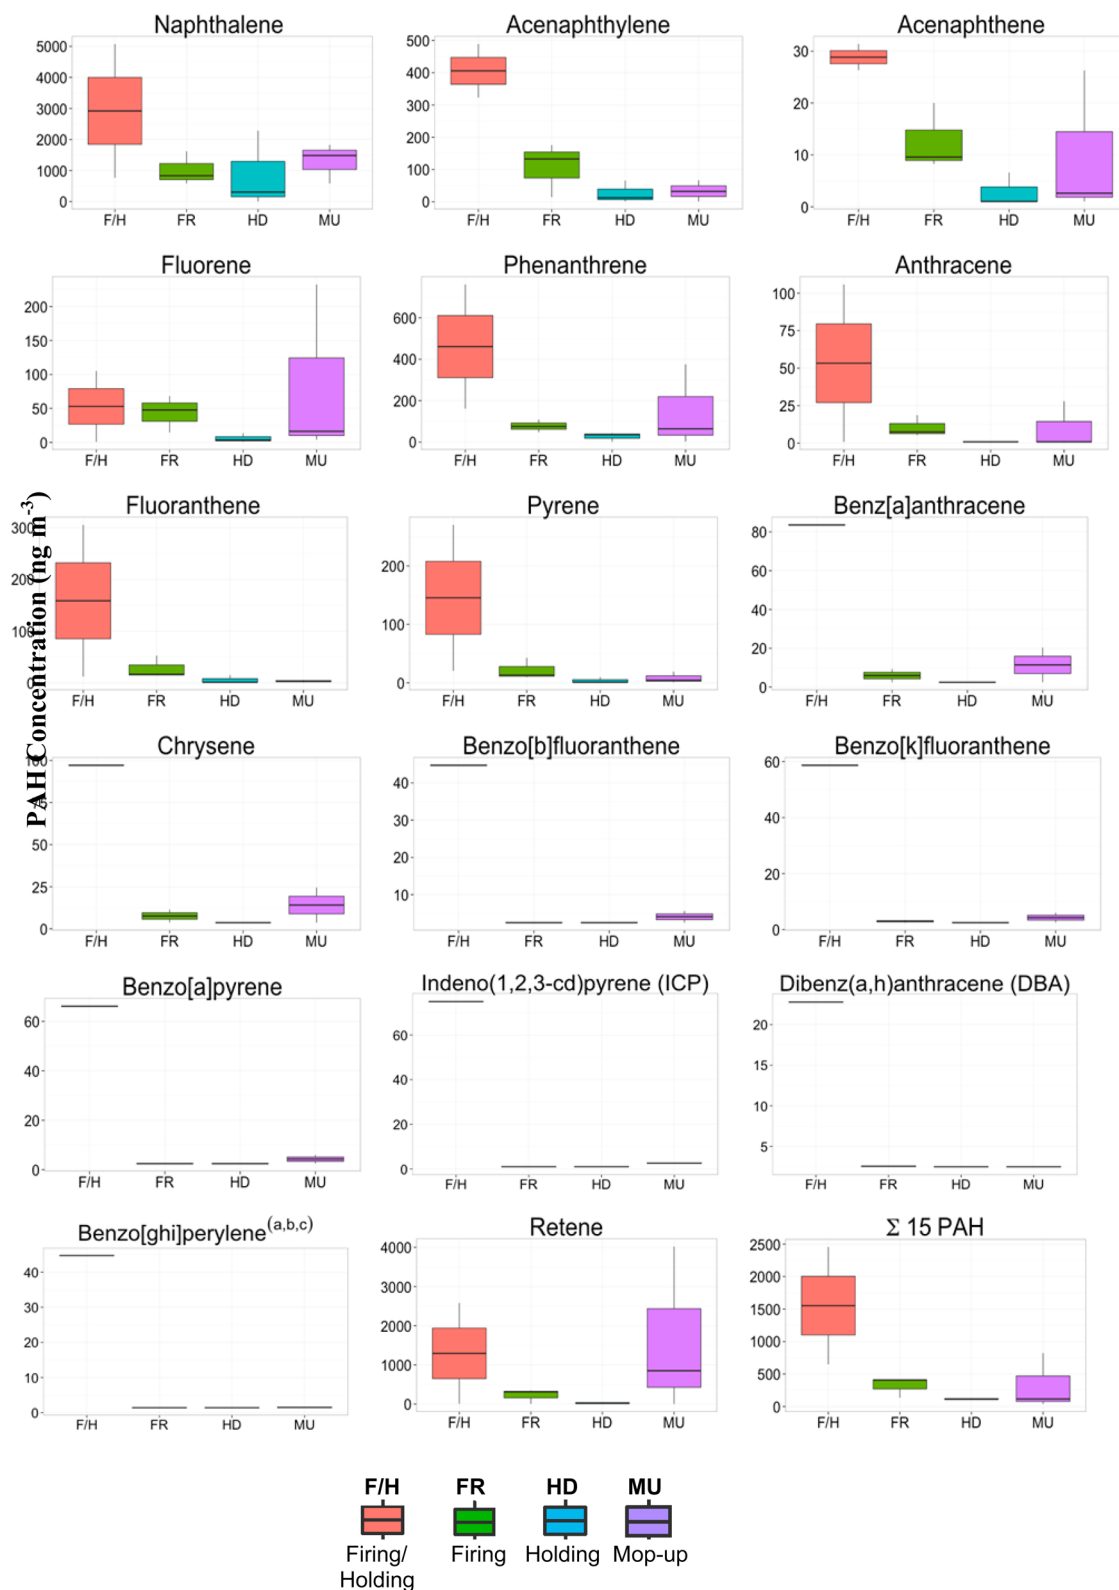 Naphthalene Acenaphthylene Acenaphthene
5000 500 30
4000 400
3000 300 20
2000 200
1000 100 10
0 0 0
F/H FR HD MU F/H FR HD MU F/H FR HD MU
Fluorene Phenanthrene Anthracene
200 600 100
150 75
100 400 50
50 200 25
0 0 0
F/H FR HD MU F/H FR HD MU F/H FR HD MU
PAH Concentration (ng m-3)
Fluoranthene Pyrene Benz[a]anthracene
300 200 80
200 60
100 100 40
20
0 0 0
F/H FR HD MU F/H FR HD MU F/H FR HD MU
Chrysene Benzo[b]fluoranthene Benzo[k]fluoranthene
40 60
50 30 40
25 20 20
0 10 0
F/H FR HD MU F/H FR HD MU F/H FR HD MU
Benzo[a]pyrene Indeno(1,2,3-cd)pyrene (ICP) Dibenz(a,h)anthracene (DBA)
60 60 20
40 40 15
20 20 10
0 0 5
F/H FR HD MU F/H FR HD MU F/H FR HD MU
Benzo[ghi]perylene(a,b,c) Retene Σ 15 PAH
40 4000 2500
30 3000 2000
20 2000 1500
10 1000 1000
0 0 500
0
F/H FR HD MU F/H FR HD MU F/H FR HD MU
F/H FR HD MU
Firing/ Firing Holding Mop-up
Holding